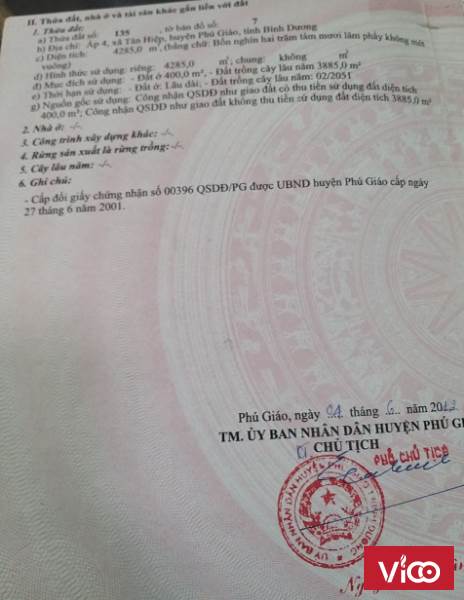 II. Thửa đất, nhà ở và tài sản khác gắn liền với đất
1. Thửa đất:
a) Thửa đất số: 135 , tờ bản đồ số: 7
b) Địa chỉ: Ấp 4, xã Tân Hiệp, huyện Phú Giáo, tỉnh Bình Dương
c) Diện tích: 4285,0 m², (bằng chữ: Bốn nghìn hai trăm tám mươi lăm phẩy không mét
vuông)
d) Hình thức sử dụng: riêng: 4285,0 m²; chung: không m²
đ) Mục đích sử dụng: - Đất ở 400,0 m², - Đất trồng cây lâu năm 3885,0 m²
e) Thời hạn sử dụng: - Đất ở: Lâu dài; - Đất trồng cây lâu năm: 02/2051
g) Nguồn gốc sử dụng: Công nhận QSDĐ như giao đất có thu tiền sử dụng đất diện tích
400,0 m²; Công nhận QSDĐ như giao đất không thu tiền sử dụng đất diện tích 3885,0 m²
2. Nhà ở: -/-
3. Công trình xây dựng khác: -/-
4. Rừng sản xuất là rừng trồng: -/-
5. Cây lâu năm: -/-
6. Ghi chú:
- Cấp đổi giấy chứng nhận số 00396 QSDĐ/PG được UBND huyện Phú Giáo cấp ngày
27 tháng 6 năm 2001.
Phú Giáo, ngày tháng 6 năm
TM. ỦY BAN NHÂN DÂN HUYỆN PHÚ GI
CHỦ TỊCH
PHÓ CHỦ TỊCH
ỦY BAN NHÂN DÂN HUYỆN PHÚ
VICO